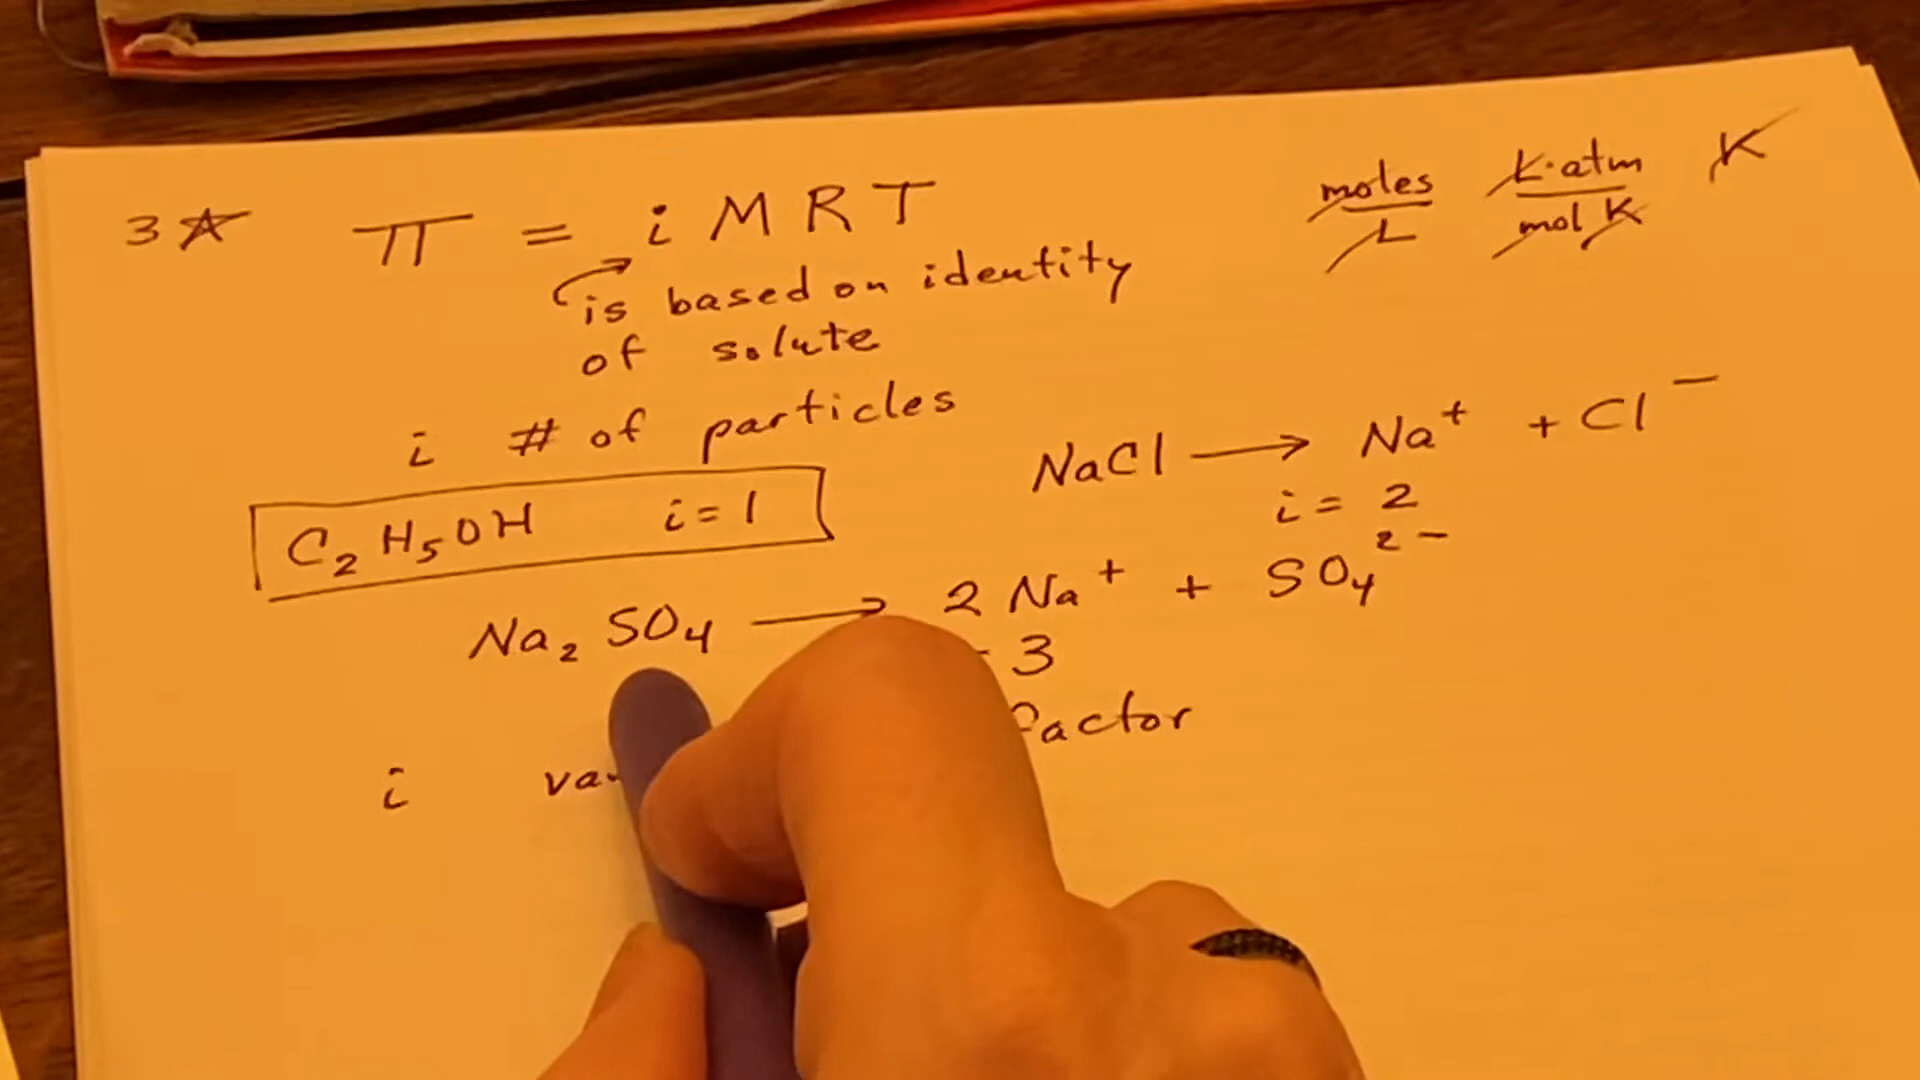 3☆ π = iMRT
moles/L L·atm/mol K K
is based on identity
of solute
i # of particles
NaCl → Na⁺ + Cl⁻
i = 2
C₂H₅OH i=1
Na₂SO₄ → 2 Na⁺ + SO₄²⁻
3
i